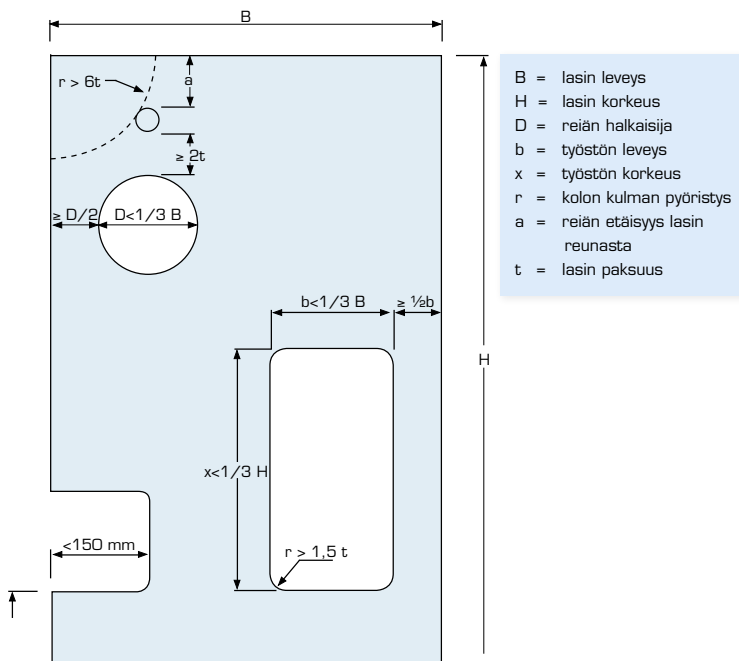 B
r > 6t
a
≥ 2t
≥ D/2
D<1/3 B
b<1/3 B
≥ ½b
H
x<1/3 H
<150 mm
r > 1,5 t
B = lasin leveys
H = lasin korkeus
D = reiän halkaisija
b = työstön leveys
x = työstön korkeus
r = kolon kulman pyöristys
a = reiän etäisyys lasin
reunasta
t = lasin paksuus